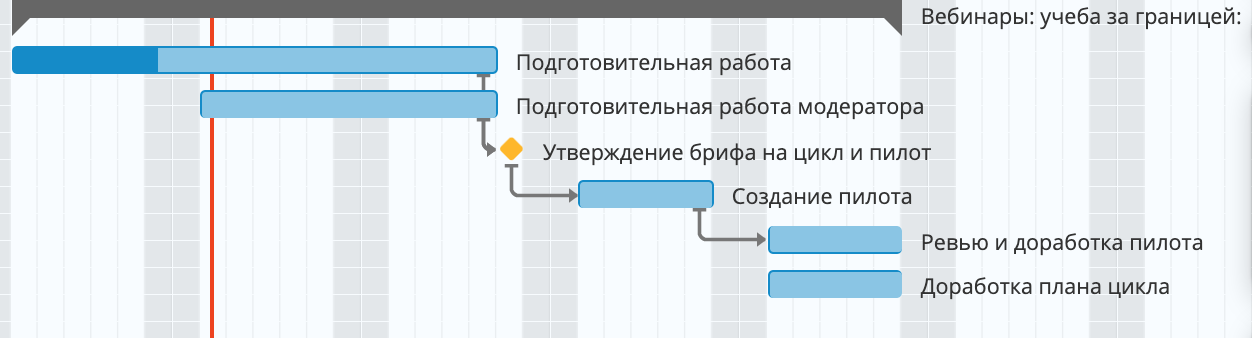 Вебинары: учеба за границей:
Подготовительная работа
Подготовительная работа модератора
Утверждение брифа на цикл и пилот
Создание пилота
Ревью и доработка пилота
Доработка плана цикла